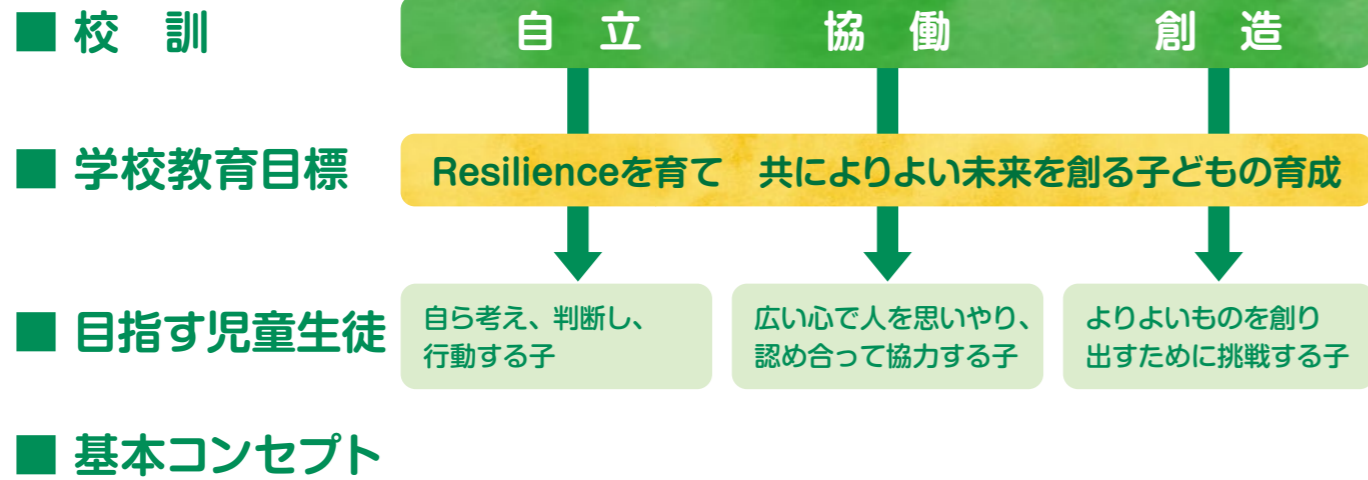 ■ 校　訓
自　立　協　働　創　造
■ 学校教育目標
Resilienceを育て　共によりよい未来を創る子どもの育成
■ 目指す児童生徒
自ら考え、判断し、
行動する子
広い心で人を思いやり、
認め合って協力する子
よりよいものを創り
出すために挑戦する子
■ 基本コンセプト